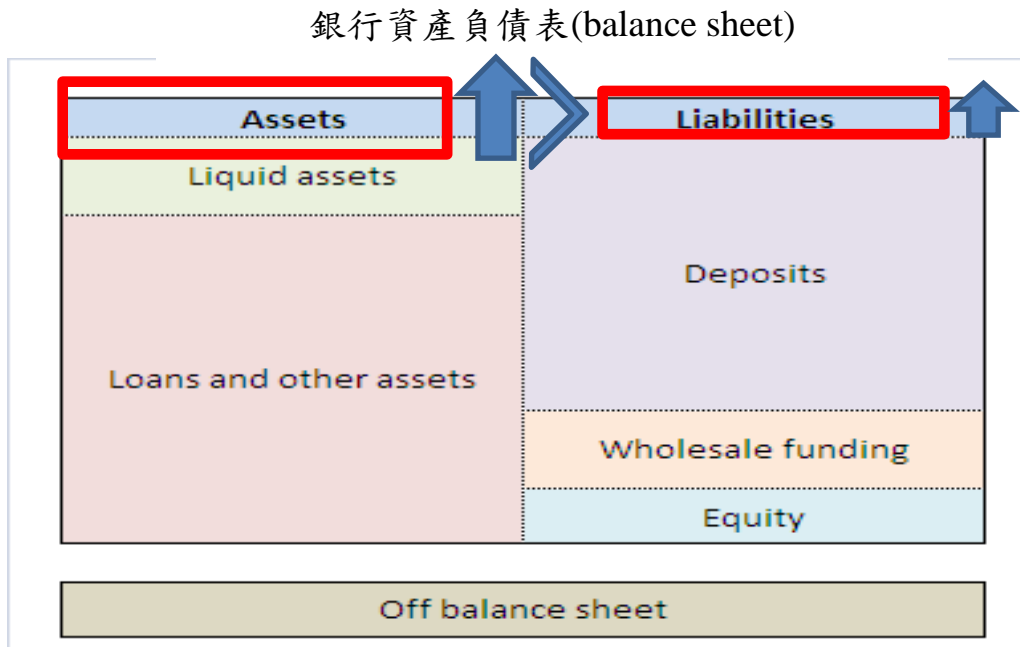 銀行資產負債表(balance sheet)
Assets
Liabilities
Liquid assets
Deposits
Loans and other assets
Wholesale funding
Equity
Off balance sheet